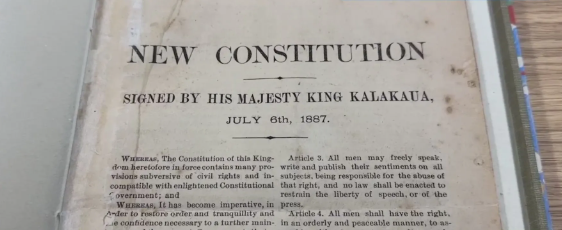 NEW CONSTITUTION
SIGNED BY HIS MAJESTY KING KALAKAUA,
JULY 6th, 1887.
WHEREAS, The Constitution of this King-
dom heretofore in force contains many pro-
visions subversive of civil rights and in-
compatible with enlightened Constitutional
Government; and
WHEREAS, It has become imperative, in
order to restore order and tranquility and
the confidence necessary to a further main-
Article 3. All men may freely speak,
write and publish their sentiments on all
subjects, being responsible for the abuse of
that right, and no law shall be enacted to
restrain the liberty of speech, or of the
press.
Article 4. All men shall have the right,
in an orderly and peaceable manner, to as-